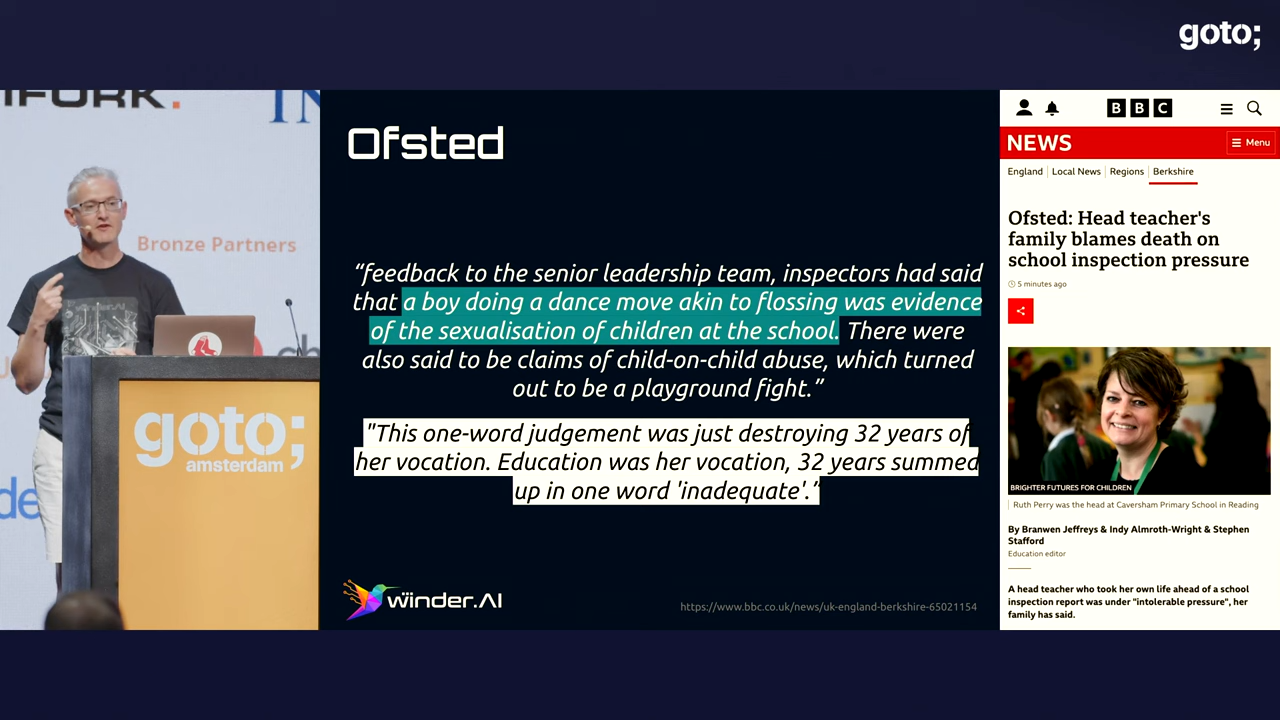 goto;
Bronze Partners
goto;
amsterdam
Ofsted
“feedback to the senior leadership team, inspectors had said
that a boy doing a dance move akin to flossing was evidence
of the sexualisation of children at the school. There were
also said to be claims of child-on-child abuse, which turned
out to be a playground fight.”
"This one-word judgement was just destroying 32 years of
her vocation. Education was her vocation, 32 years summed
up in one word 'inadequate'.”
winder.AI
https://www.bbc.co.uk/news/uk-england-berkshire-65021154
BBC
NEWS
Menu
England Local News Regions Berkshire
Ofsted: Head teacher's
family blames death on
school inspection pressure
5 minutes ago
BRIGHTER FUTURES FOR CHILDREN
Ruth Perry was the head at Caversham Primary School in Reading
By Branwen Jeffreys & Indy Almroth-Wright & Stephen
Stafford
Education editor
A head teacher who took her own life ahead of a school
inspection report was under "intolerable pressure", her
family has said.